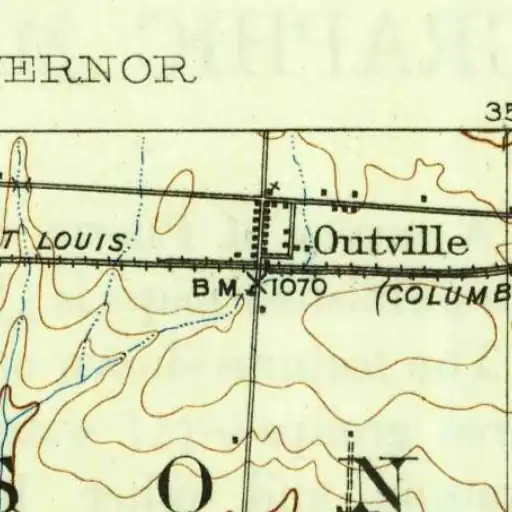 VERNOR
35
T LOUIS
Outville
B M 1070
(COLUMB
S O N